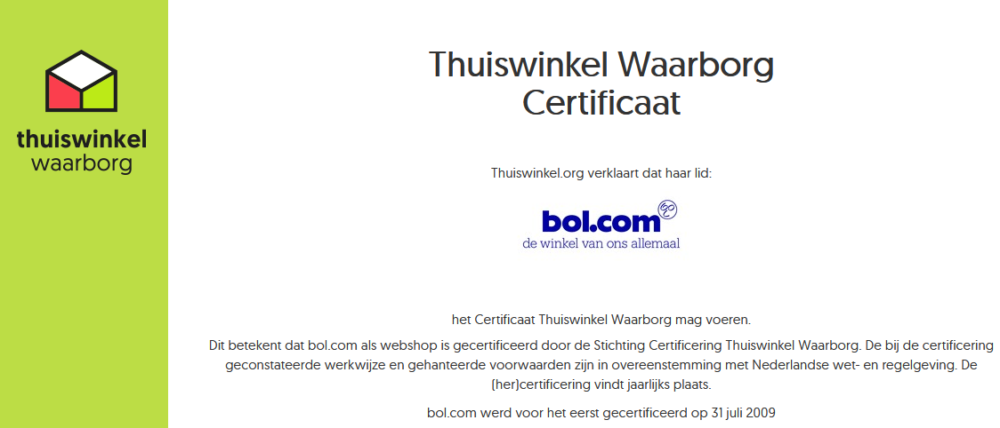 thuiswinkel
waarborg
Thuiswinkel Waarborg
Certificaat
Thuiswinkel.org verklaart dat haar lid:
bol.com
de winkel van ons allemaal
het Certificaat Thuiswinkel Waarborg mag voeren.
Dit betekent dat bol.com als webshop is gecertificeerd door de Stichting Certificering Thuiswinkel Waarborg. De bij de certificering
geconstateerde werkwijze en gehanteerde voorwaarden zijn in overeenstemming met Nederlandse wet- en regelgeving. De
(her)certificering vindt jaarlijks plaats.
bol.com werd voor het eerst gecertificeerd op 31 juli 2009